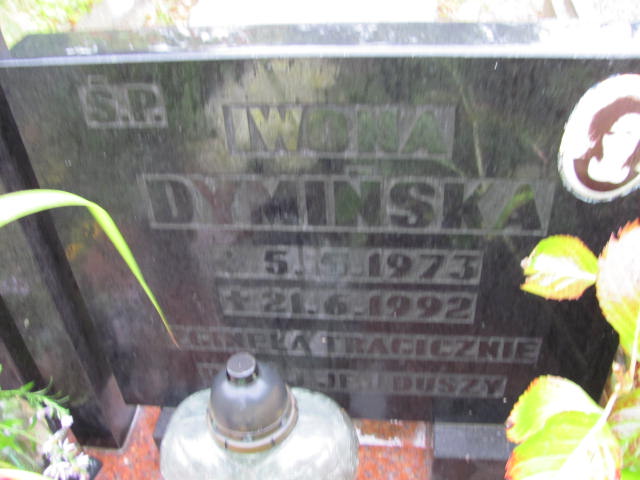 Ś.P.
IWONA
DYMIŃSKA
5.5.1973
✝ 21.6.1992
ZGINĘŁA TRAGICZNIE
JEJ DUSZY